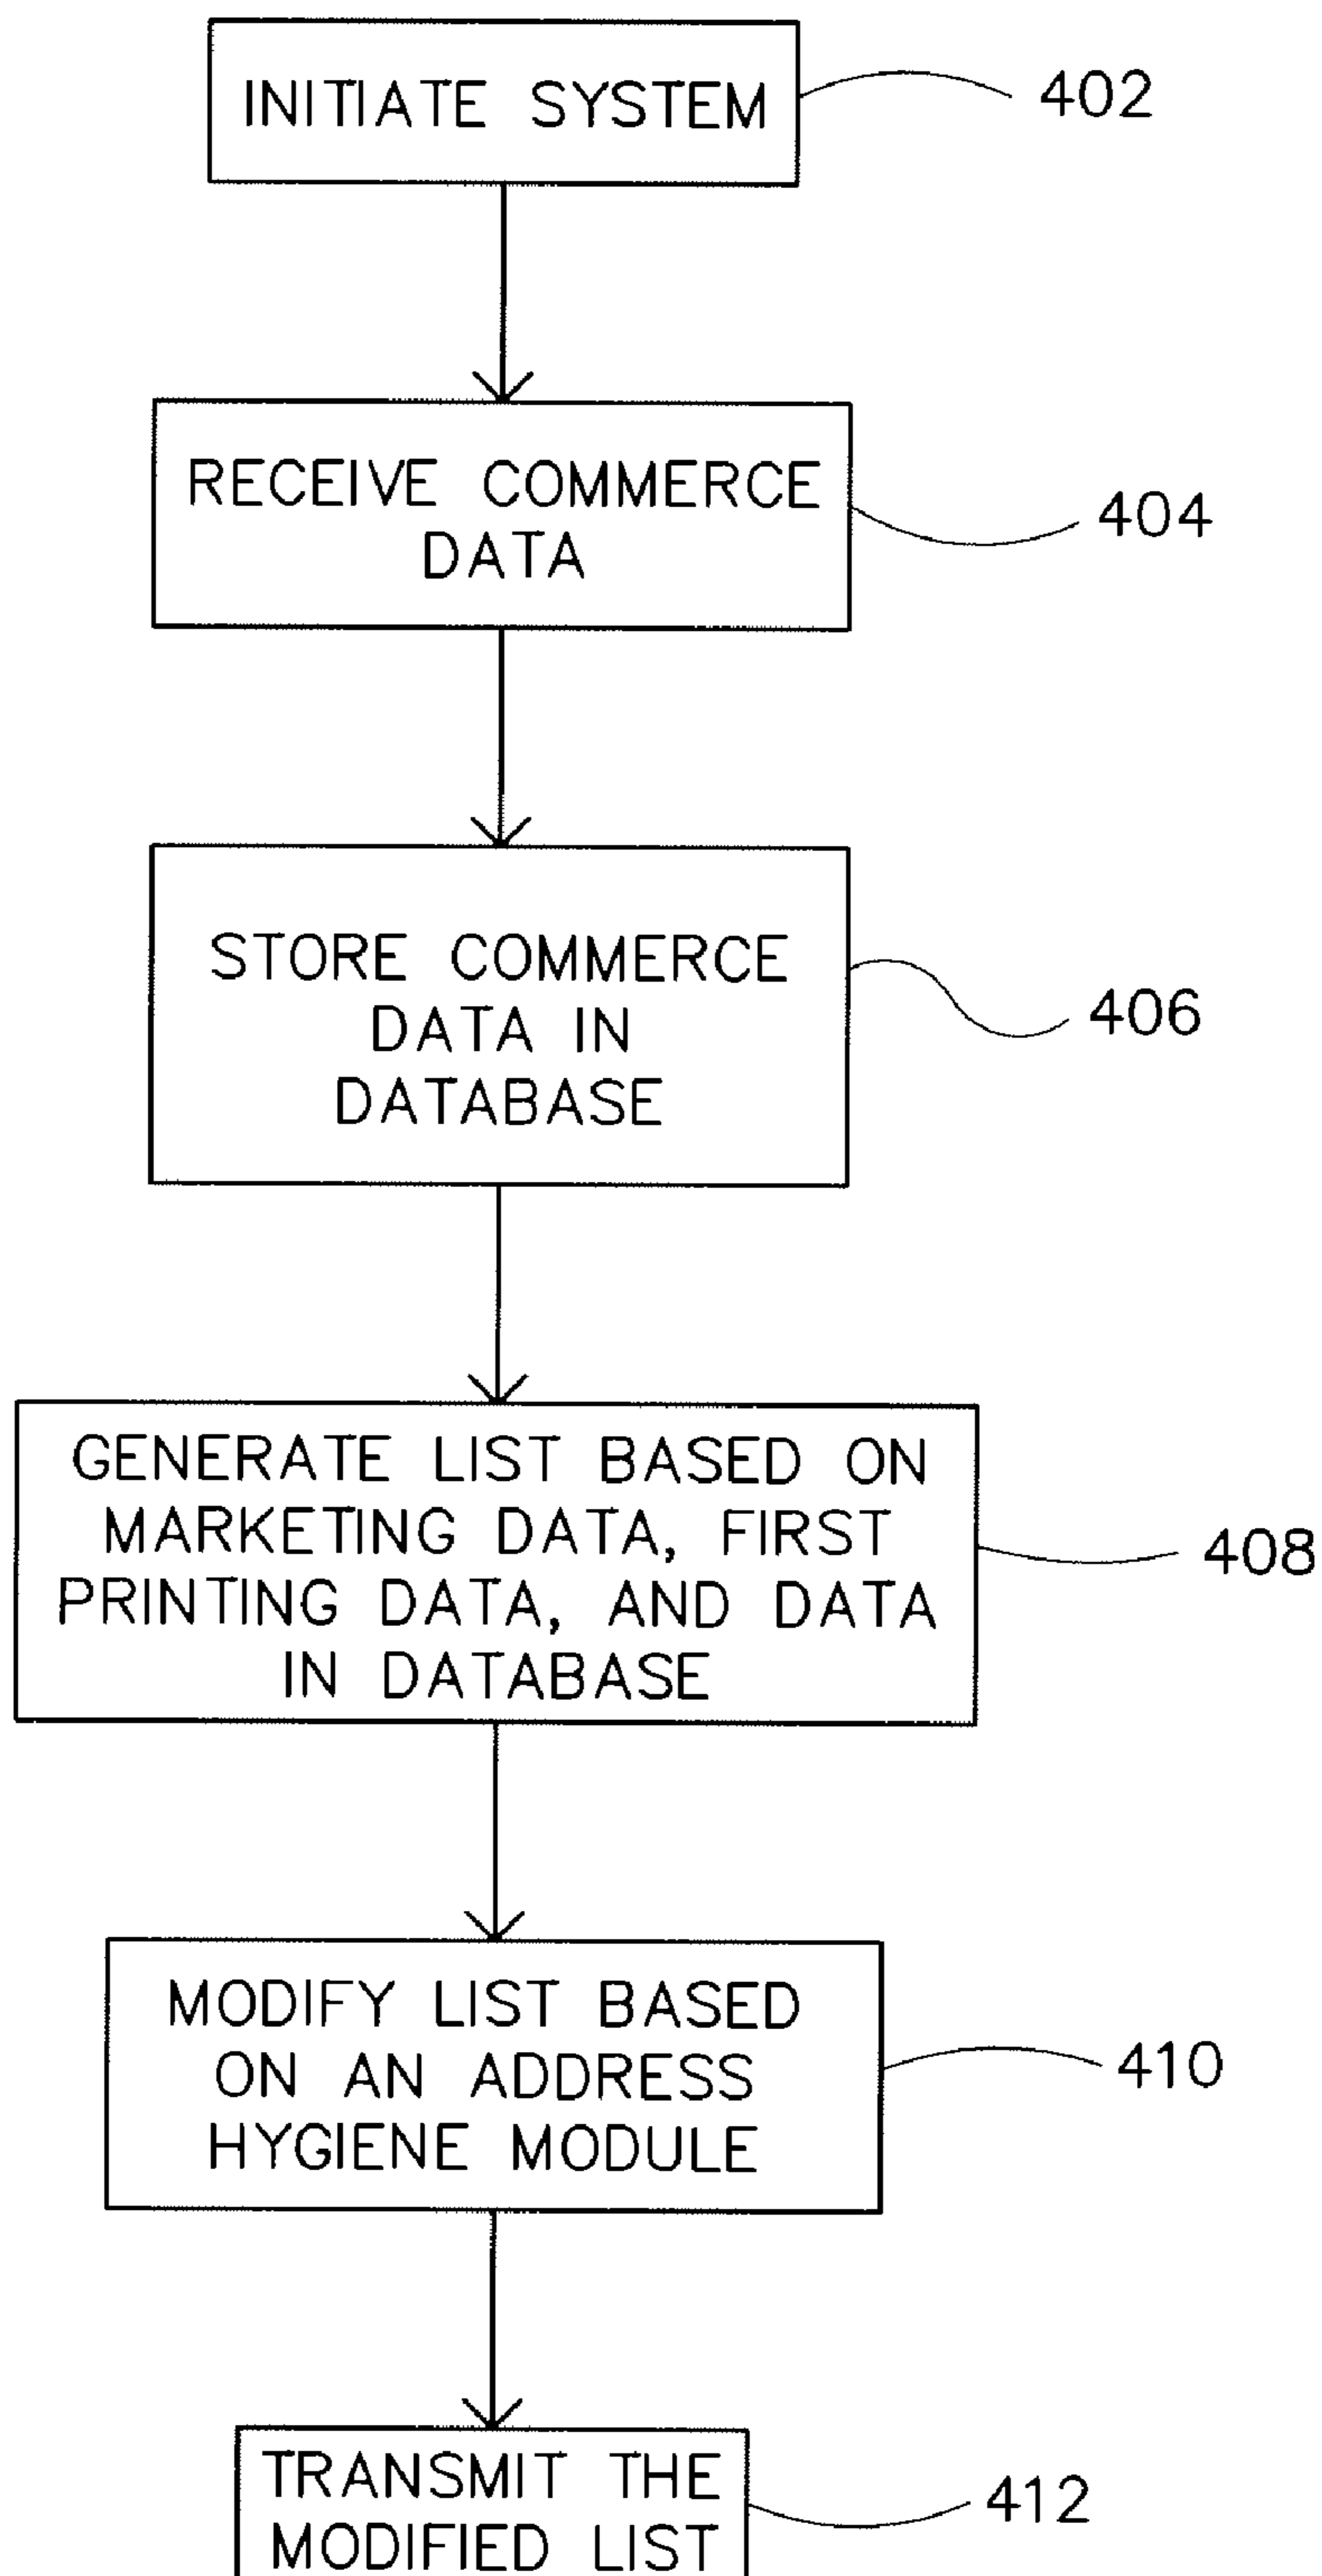 INITIATE SYSTEM
402
RECEIVE COMMERCE
DATA
404
STORE COMMERCE
DATA IN
DATABASE
406
GENERATE LIST BASED ON
MARKETING DATA, FIRST
PRINTING DATA, AND DATA
IN DATABASE
408
MODIFY LIST BASED
ON AN ADDRESS
HYGIENE MODULE
410
TRANSMIT THE
MODIFIED LIST
412